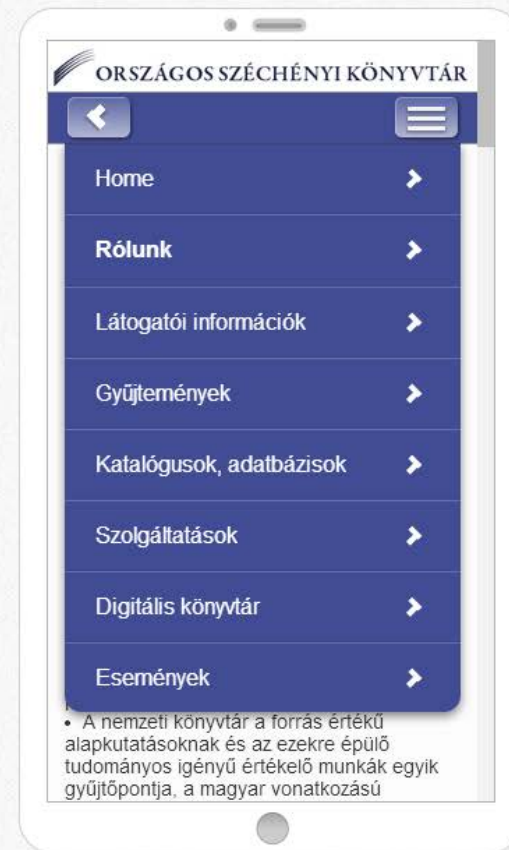 ORSZÁGOS SZÉCHÉNYI KÖNYVTÁR
Home
Rólunk
Látogatói információk
Gyűjtemények
Katalógusok, adatbázisok
Szolgáltatások
Digitális könyvtár
Események
• A nemzeti könyvtár a forrás értékű
alapkutatásoknak és az ezekre épülő
tudományos igényű értékelő munkák egyik
gyűjtőpontja, a magyar vonatkozású